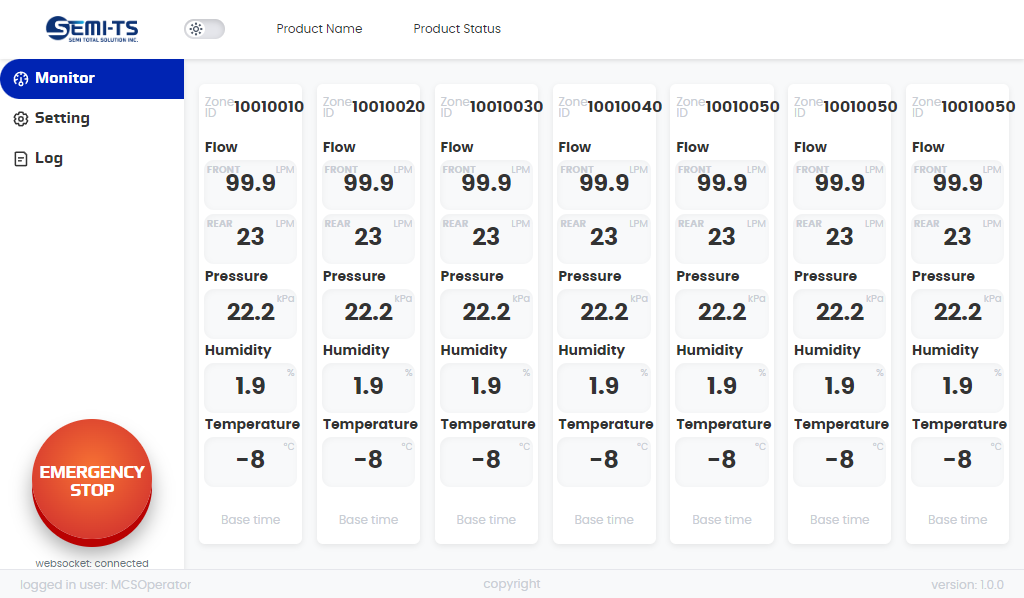 SEMI-TS
SEMI TOTAL SOLUTION INC.
Product Name
Product Status
Monitor
Setting
Log
EMERGENCY
STOP
websocket: connected
Zone ID 10010010
Flow
FRONT 99.9 LPM
REAR 23 LPM
Pressure
22.2 kPa
Humidity
1.9 %
Temperature
-8 °C
Base time
Zone ID 10010020
Flow
FRONT 99.9 LPM
REAR 23 LPM
Pressure
22.2 kPa
Humidity
1.9 %
Temperature
-8 °C
Base time
Zone ID 10010030
Flow
FRONT 99.9 LPM
REAR 23 LPM
Pressure
22.2 kPa
Humidity
1.9 %
Temperature
-8 °C
Base time
Zone ID 10010040
Flow
FRONT 99.9 LPM
REAR 23 LPM
Pressure
22.2 kPa
Humidity
1.9 %
Temperature
-8 °C
Base time
Zone ID 10010050
Flow
FRONT 99.9 LPM
REAR 23 LPM
Pressure
22.2 kPa
Humidity
1.9 %
Temperature
-8 °C
Base time
Zone ID 10010050
Flow
FRONT 99.9 LPM
REAR 23 LPM
Pressure
22.2 kPa
Humidity
1.9 %
Temperature
-8 °C
Base time
Zone ID 10010050
Flow
FRONT 99.9 LPM
REAR 23 LPM
Pressure
22.2 kPa
Humidity
1.9 %
Temperature
-8 °C
Base time
logged in user: MCSOperator
copyright
version: 1.0.0